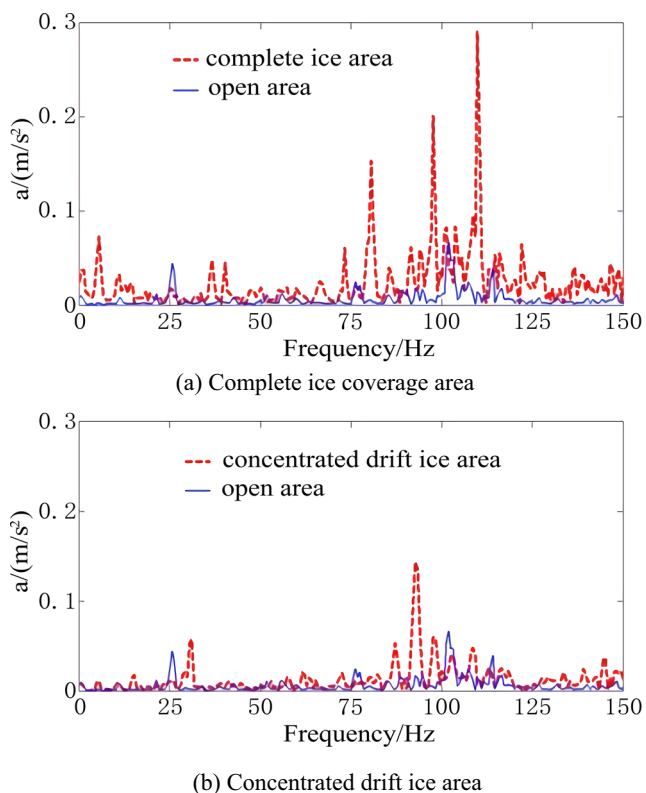 0.3
complete ice area
open area
0.2
a/(m/s²)
0.1
0
0 25 50 75 100 125 150
Frequency/Hz
(a) Complete ice coverage area
0.3
concentrated drift ice area
open area
0.2
a/(m/s²)
0.1
0
0 25 50 75 100 125 150
Frequency/Hz
(b) Concentrated drift ice area